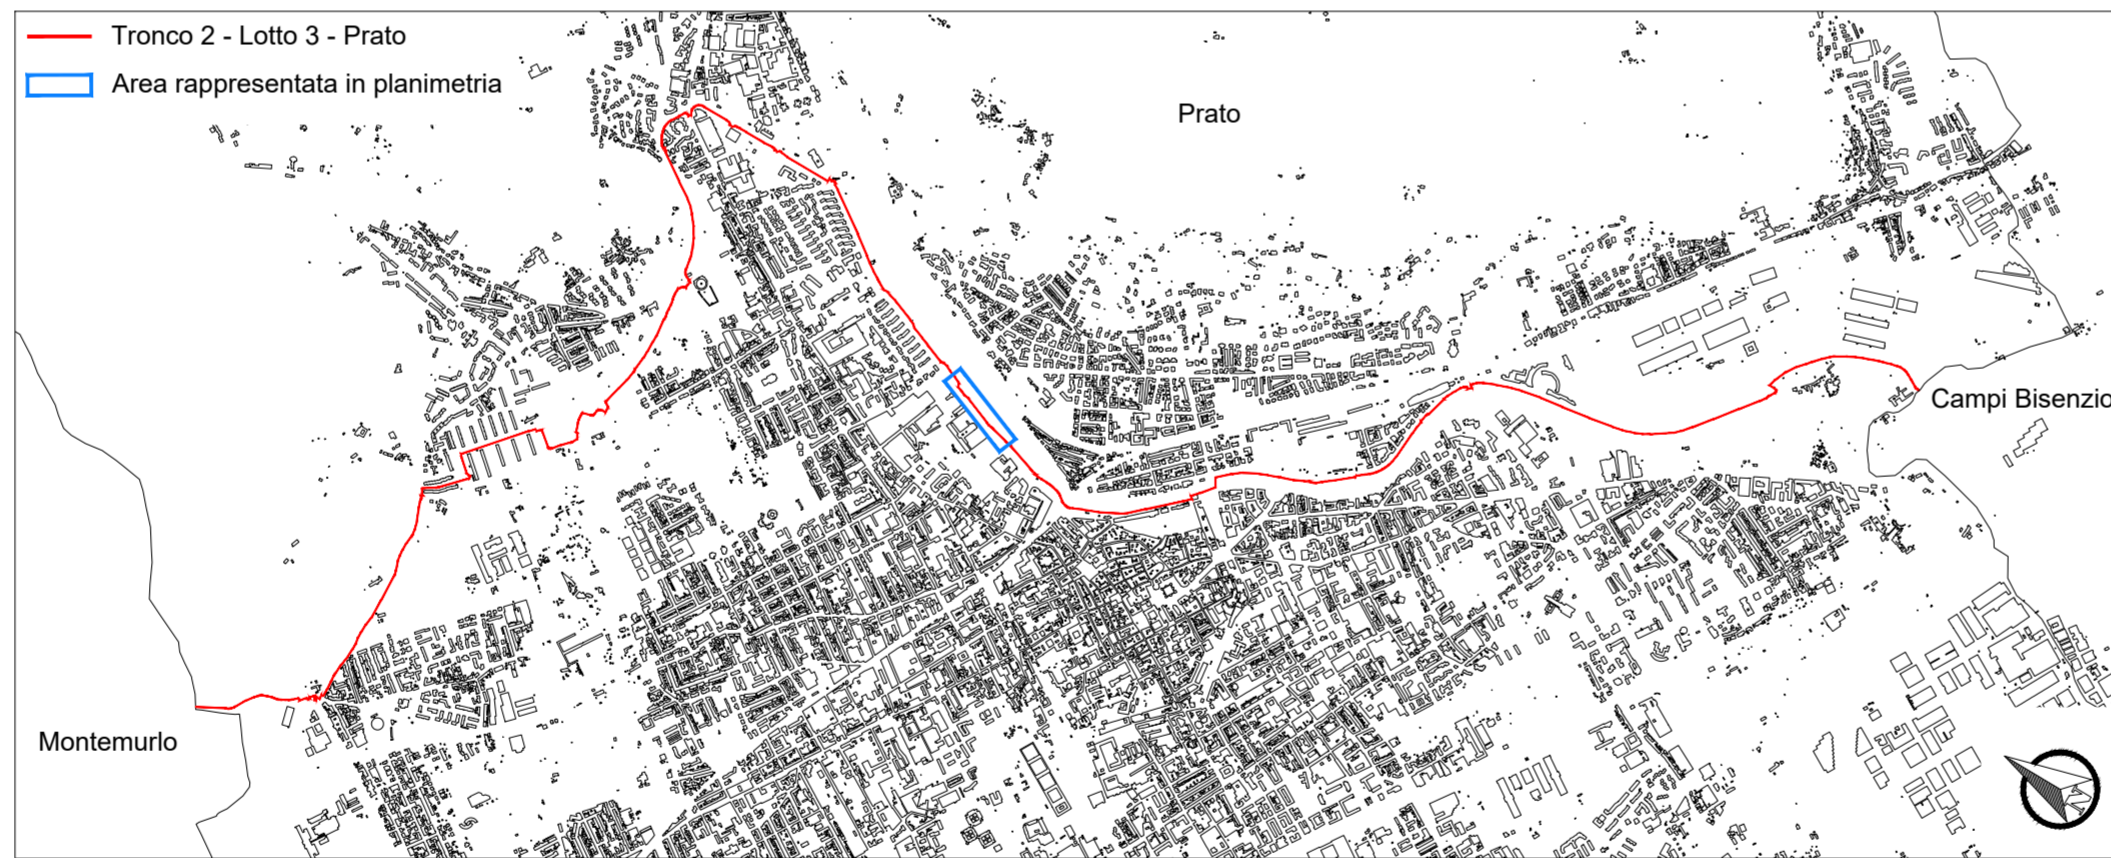 Tronco 2 - Lotto 3 - Prato
Area rappresentata in planimetria
Prato
Campi Bisenzio
Montemurlo